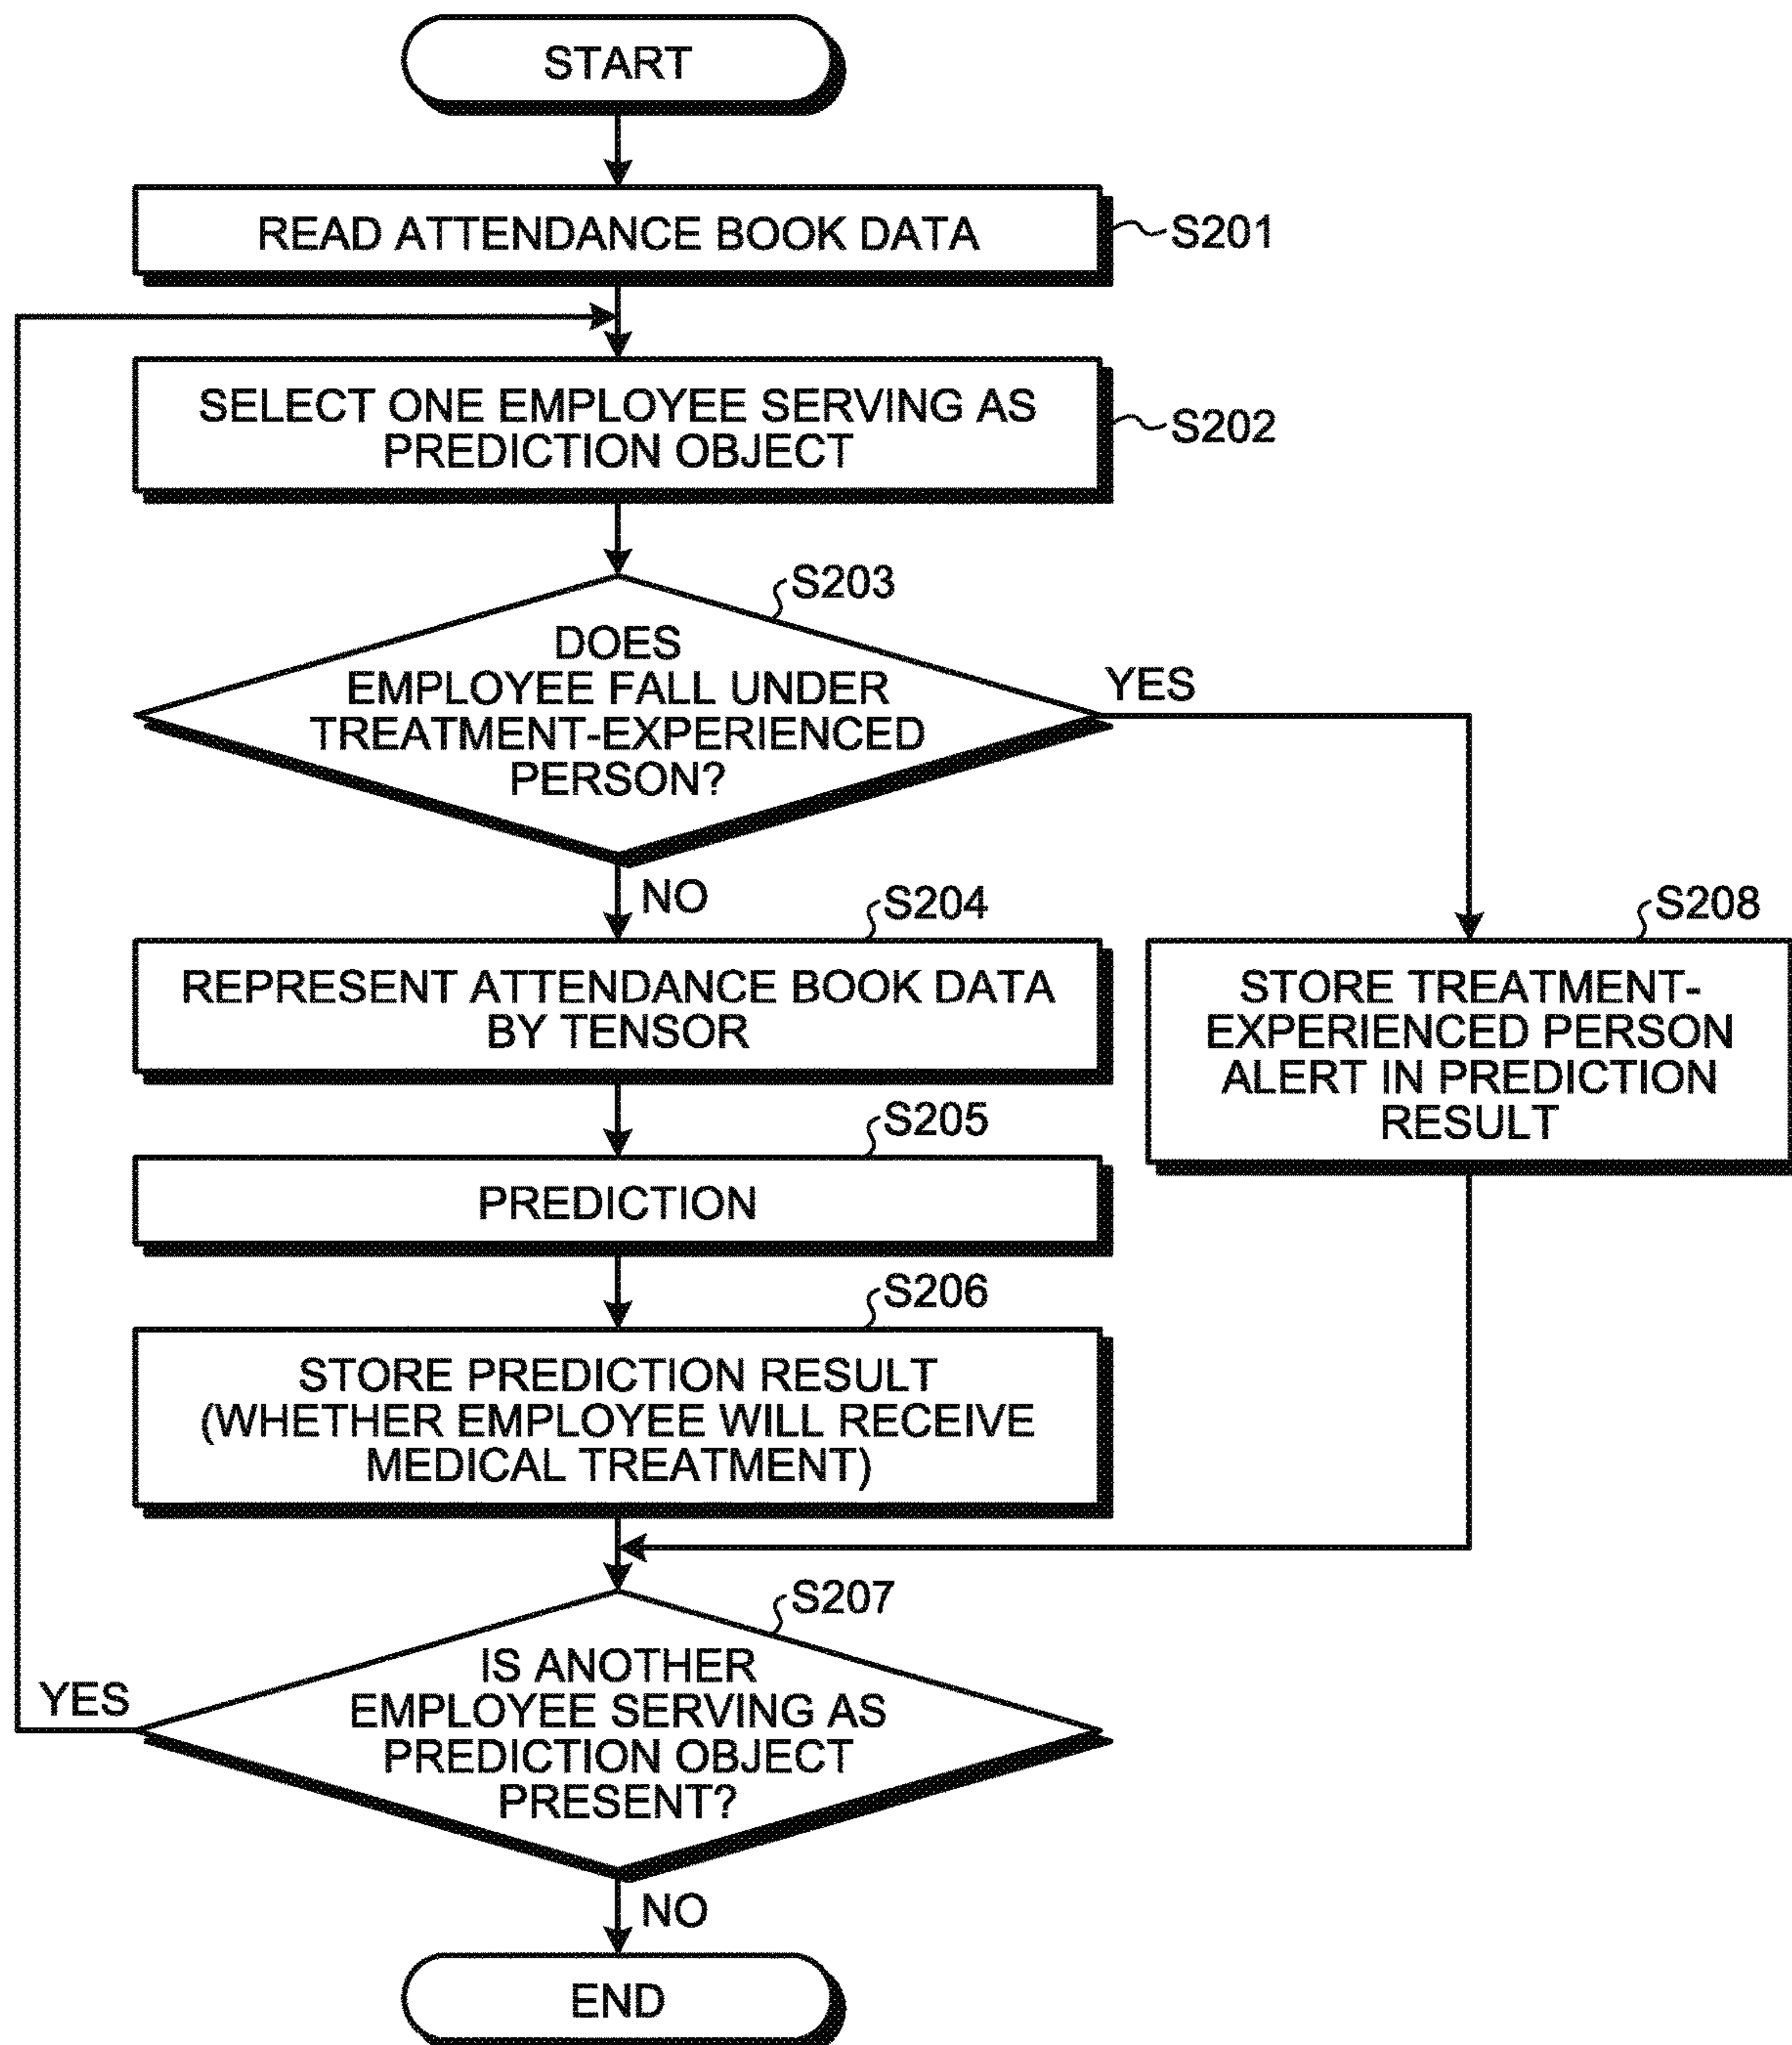 START
READ ATTENDANCE BOOK DATA
S201
SELECT ONE EMPLOYEE SERVING AS
PREDICTION OBJECT
S202
S203
DOES
EMPLOYEE FALL UNDER
TREATMENT-EXPERIENCED
PERSON?
YES
NO
S204
REPRESENT ATTENDANCE BOOK DATA
BY TENSOR
S208
STORE TREATMENT-
EXPERIENCED PERSON
ALERT IN PREDICTION
RESULT
S205
PREDICTION
S206
STORE PREDICTION RESULT
(WHETHER EMPLOYEE WILL RECEIVE
MEDICAL TREATMENT)
S207
IS ANOTHER
EMPLOYEE SERVING AS
PREDICTION OBJECT
PRESENT?
YES
NO
END